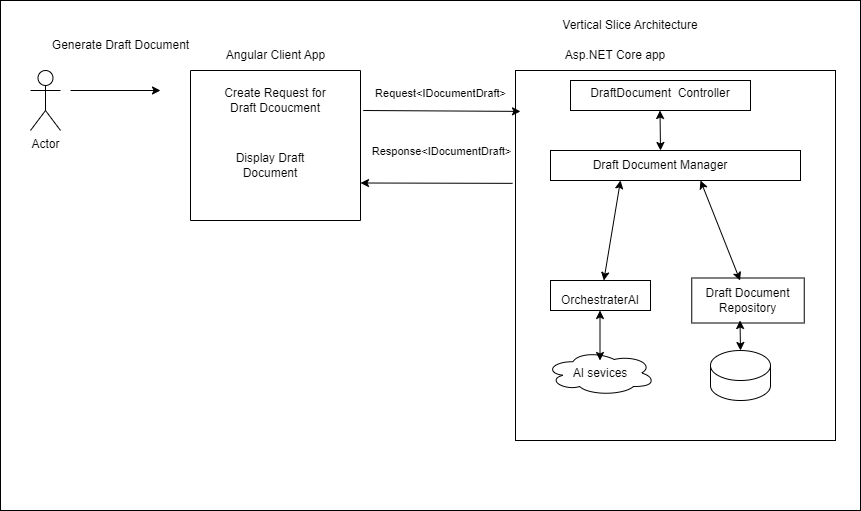 Vertical Slice Architecture
Generate Draft Document
Angular Client App
Asp.NET Core app
Actor
Create Request for
Draft Dcoucment
Display Draft
Document
Request<IDocumentDraft>
Response<IDocumentDraft>
DraftDocument  Controller
Draft Document Manager
OrchestraterAI
Draft Document
Repository
AI sevices